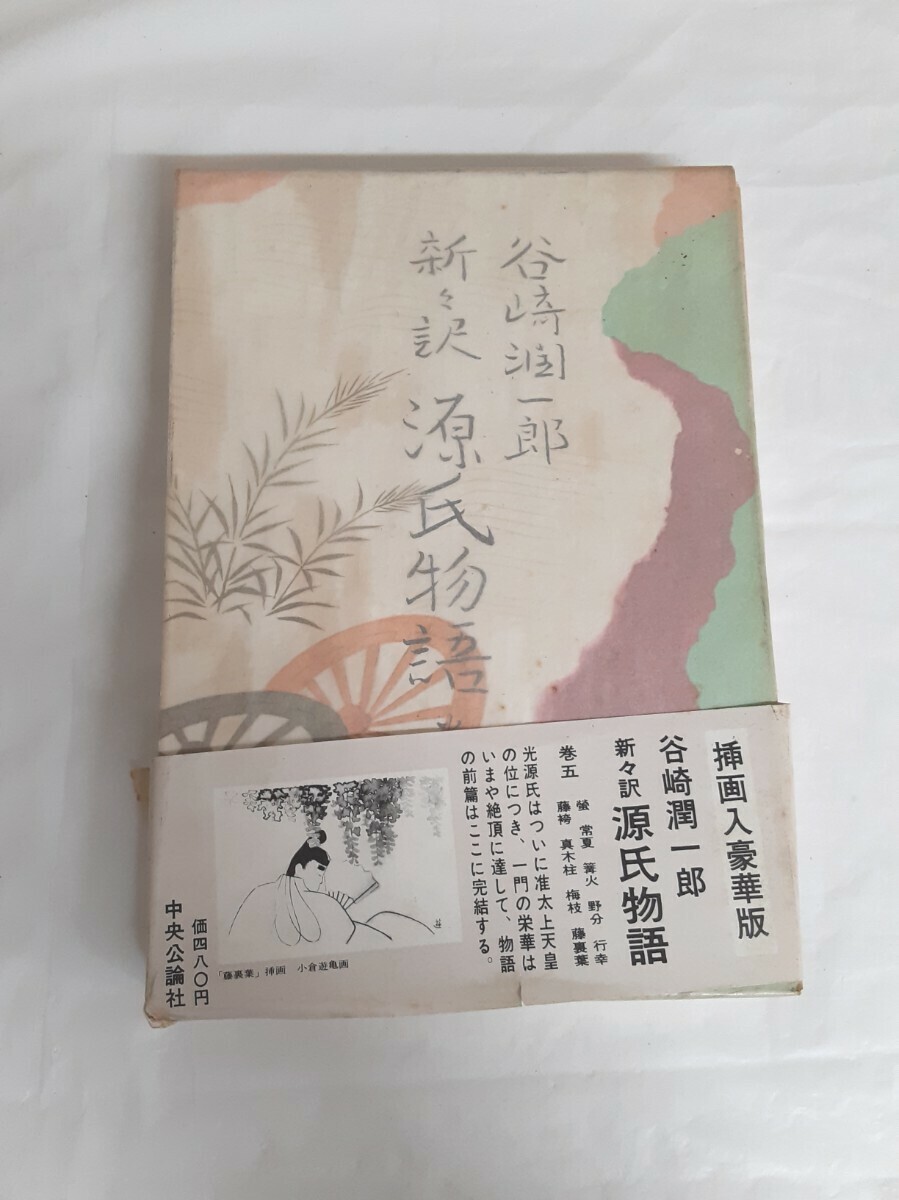 谷崎潤一郎
新々訳 源氏物語
挿画入豪華版
谷崎潤一郎
新々訳 源氏物語
巻五 螢 常夏 篝火 野分 行幸
藤袴 真木柱 梅枝 藤裏葉
光源氏はついに准太上天皇
の位につき、一門の栄華は
いまや絶頂に達して、物語
の前篇はここに完結する。
「藤裏葉」挿画 小倉遊亀画
価四八〇円
中央公論社